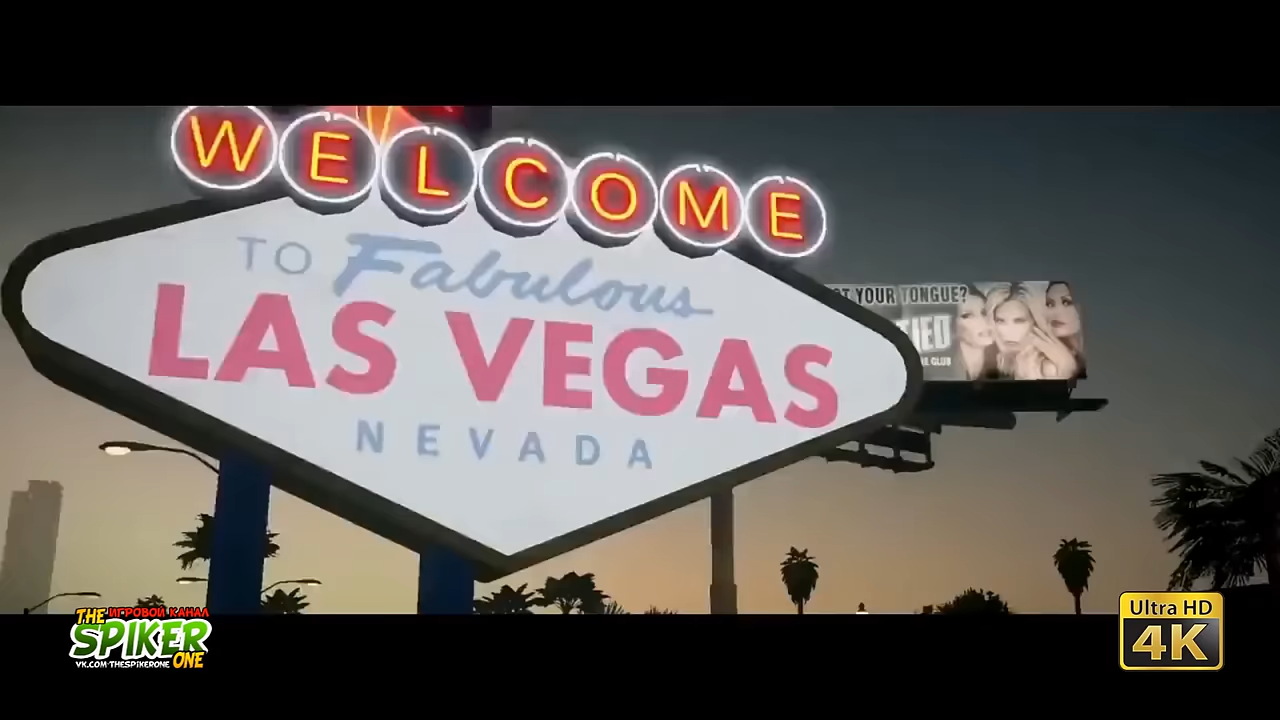 WELCOME
TO Fabulous
LAS VEGAS
NEVADA
YOUR TONGUE?
CLUB
THE ИГРОВОЙ КАНАЛ
SPIKER
VK.COM/THESPIKERONE ONE
Ultra HD
4K